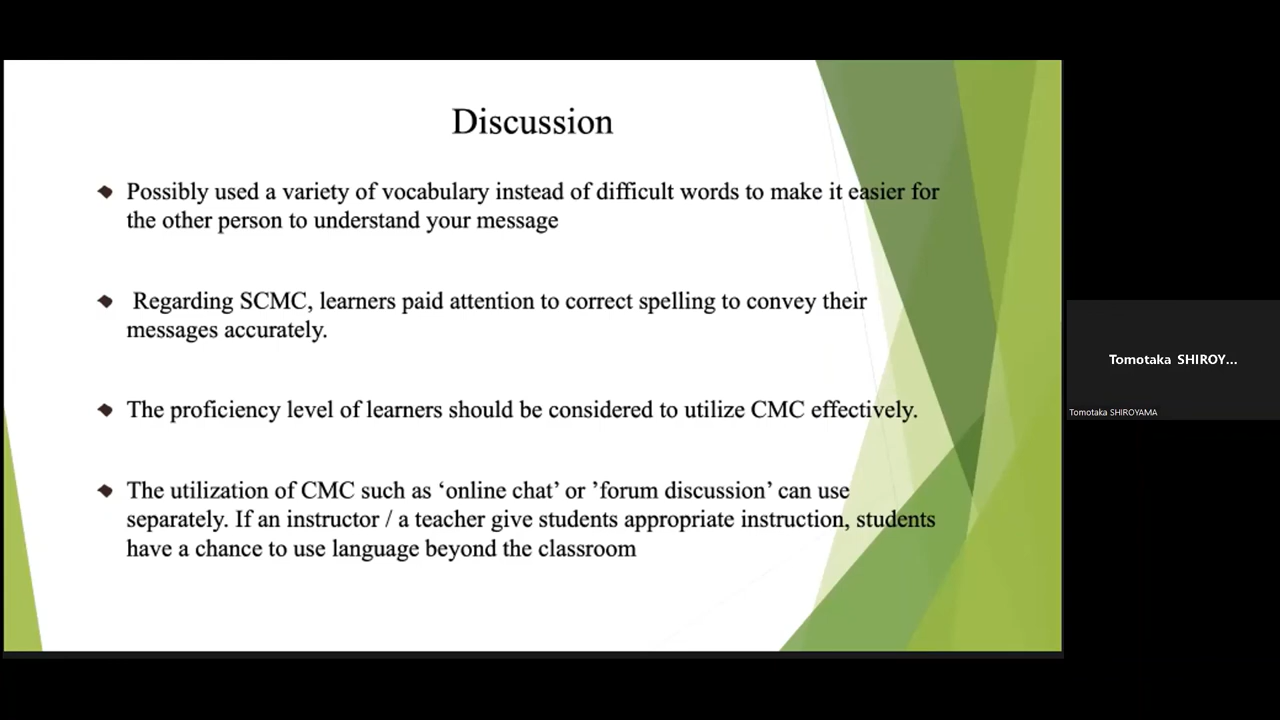 Discussion
Possibly used a variety of vocabulary instead of difficult words to make it easier for
the other person to understand your message
Regarding SCMC, learners paid attention to correct spelling to convey their
messages accurately.
The proficiency level of learners should be considered to utilize CMC effectively.
The utilization of CMC such as ‘online chat’ or ’forum discussion’ can use
separately. If an instructor / a teacher give students appropriate instruction, students
have a chance to use language beyond the classroom
Tomotaka SHIROY...
Tomotaka SHIROYAMA